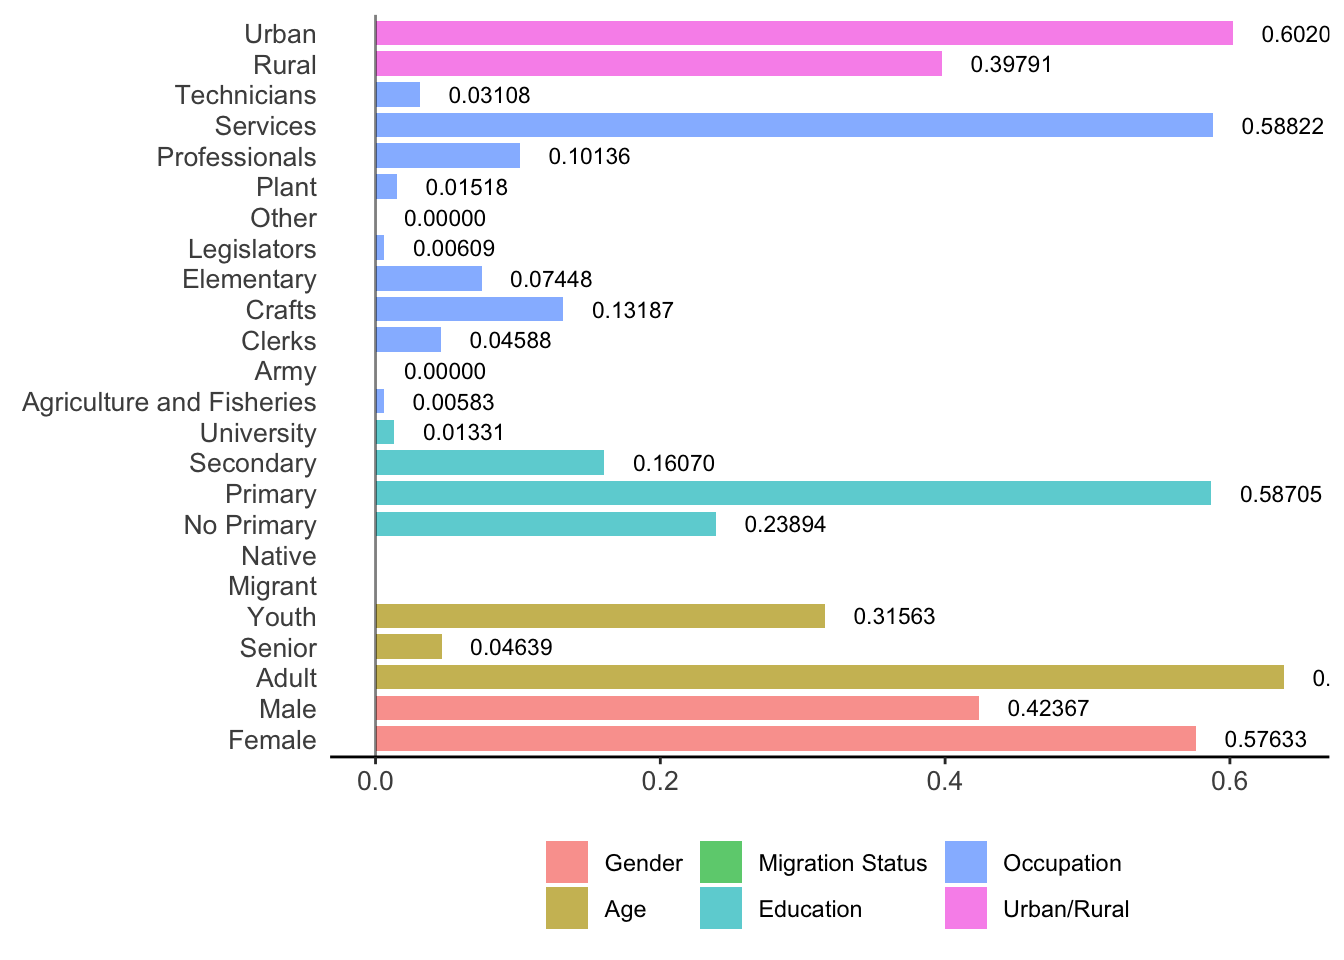 Urban 0.6020
Rural 0.39791
Technicians 0.03108
Services 0.58822
Professionals 0.10136
Plant 0.01518
Other 0.00000
Legislators 0.00609
Elementary 0.07448
Crafts 0.13187
Clerks 0.04588
Army 0.00000
Agriculture and Fisheries 0.00583
University 0.01331
Secondary 0.16070
Primary 0.58705
No Primary 0.23894
Native
Migrant
Youth 0.31563
Senior 0.04639
Adult 0.
Male 0.42367
Female 0.57633
0.0 0.2 0.4 0.6
Gender Migration Status Occupation
Age Education Urban/Rural